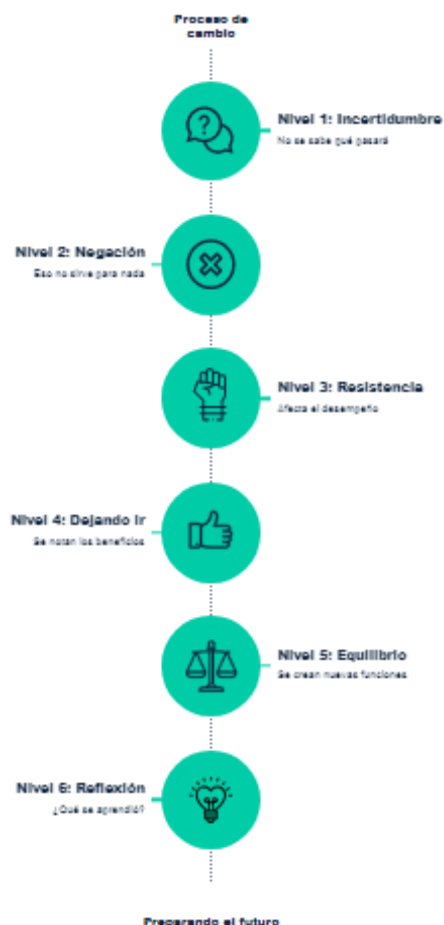 Proceso de
cambio
?
Nivel 1: Incertidumbre
No se sabe qué pasará
Nivel 2: Negación
Eso no sirve para nada
Nivel 3: Resistencia
Afecta el desempeño
Nivel 4: Dejando ir
Se notan los beneficios
Nivel 5: Equilibrio
Se crean nuevas funciones
Nivel 6: Reflexión
¿Qué se aprendió?
Preparando el futuro